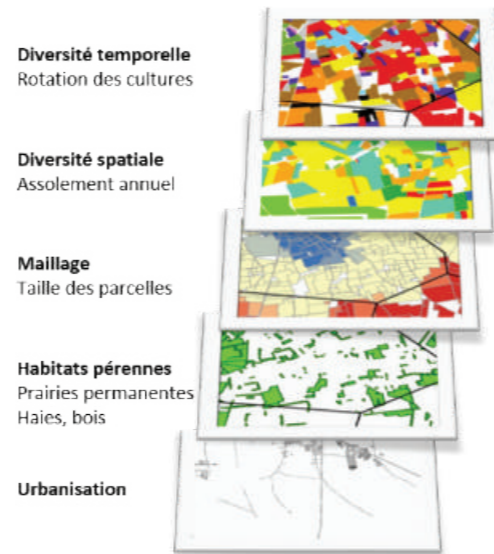 Diversité temporelle
Rotation des cultures
Diversité spatiale
Assolement annuel
Maillage
Taille des parcelles
Habitats pérennes
Prairies permanentes
Haies, bois
Urbanisation